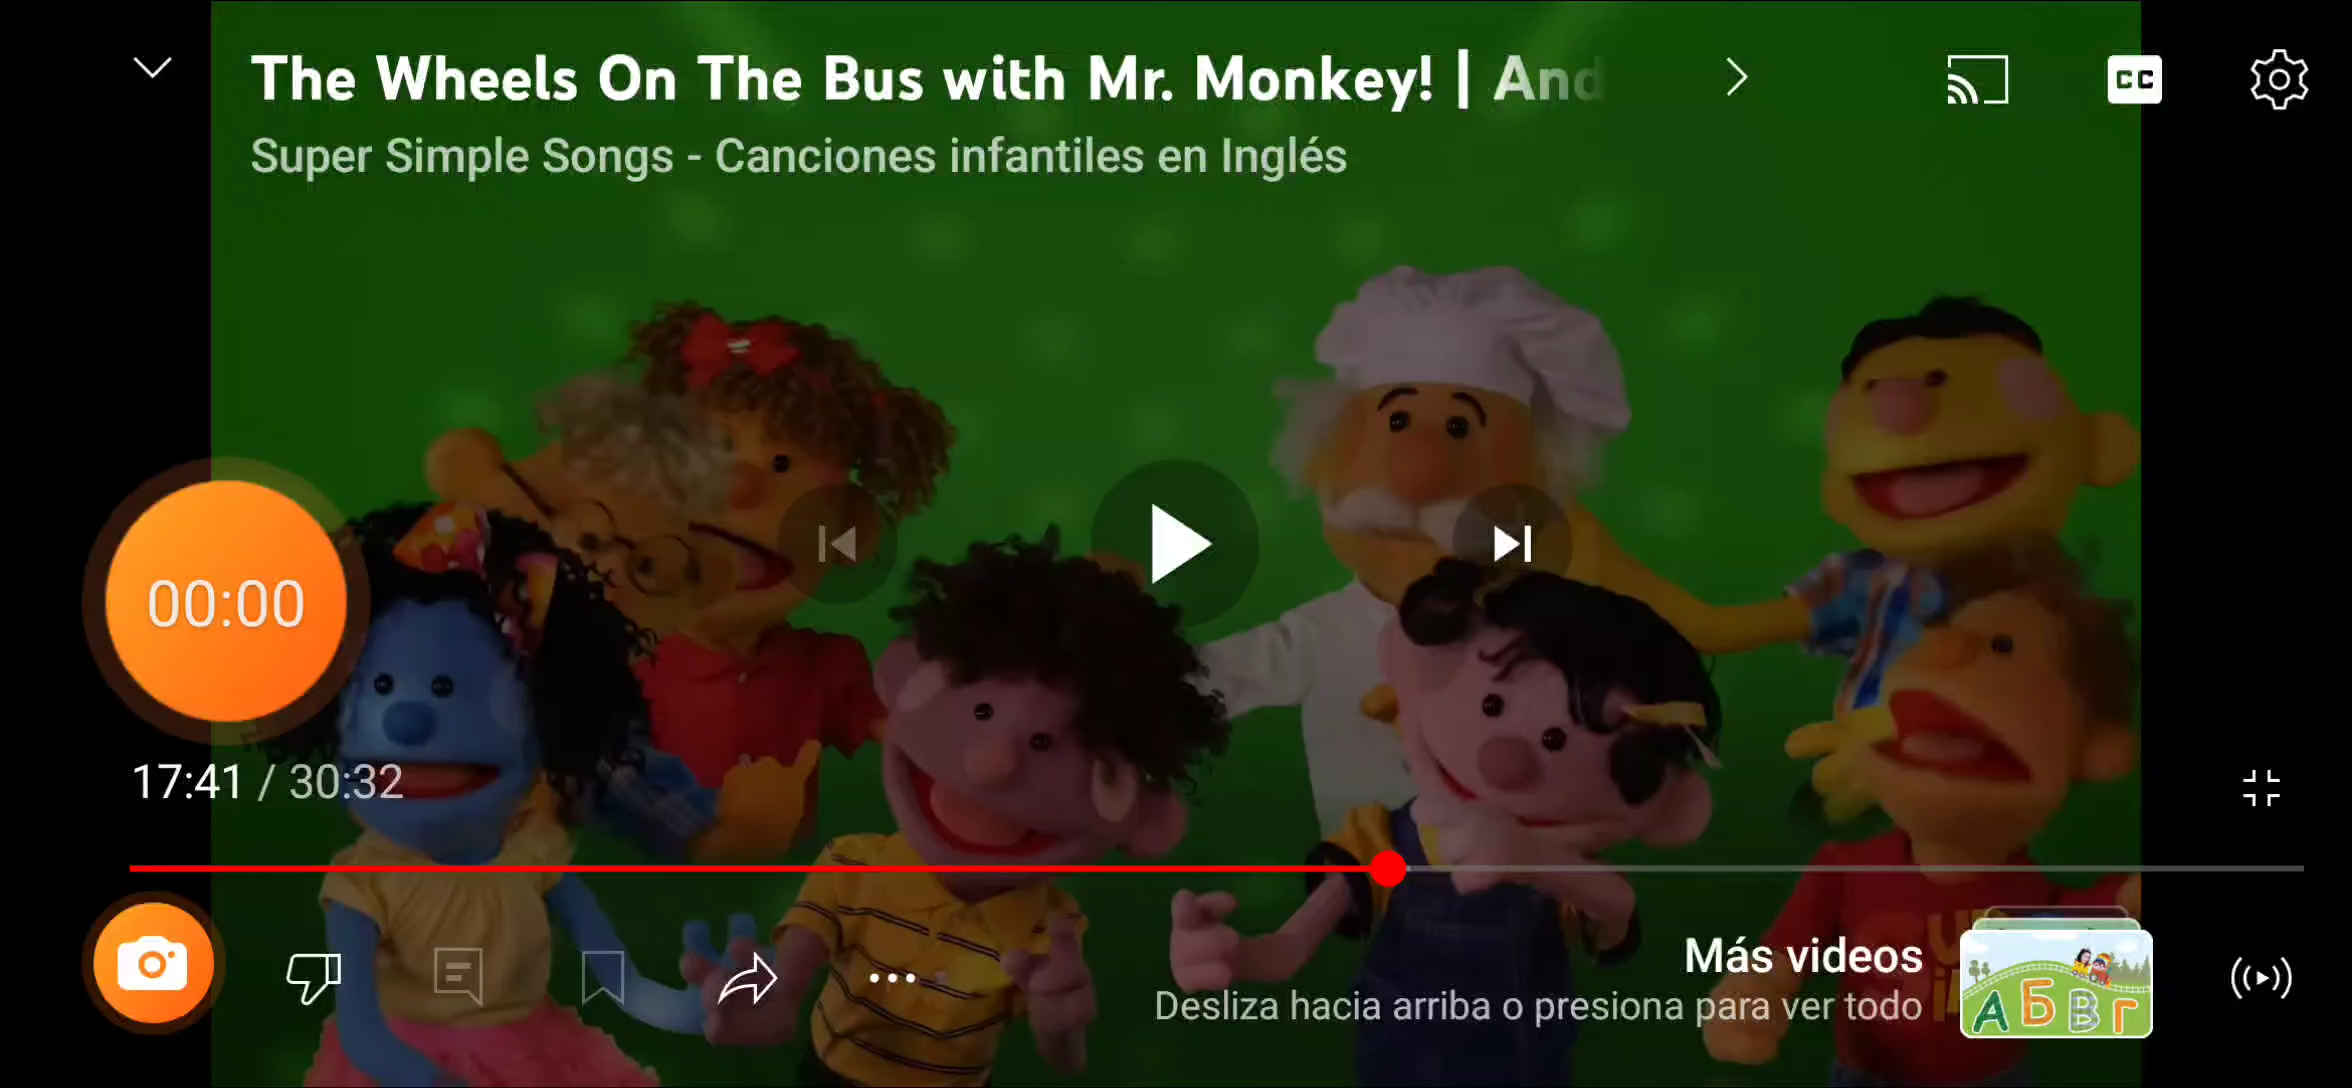 The Wheels On The Bus with Mr. Monkey! | And
CC
Super Simple Songs - Canciones infantiles en Inglés
00:00
17:41 / 30:32
Más videos
Desliza hacia arriba o presiona para ver todo
А Б В Г